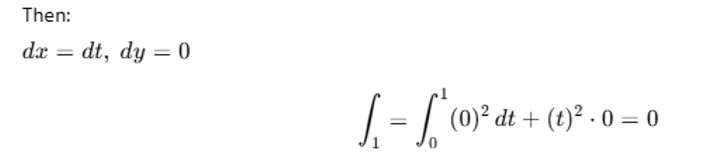 Then:
dx = dt, dy = 0
∫₁ = ∫₀¹ (0)² dt + (t)² · 0 = 0